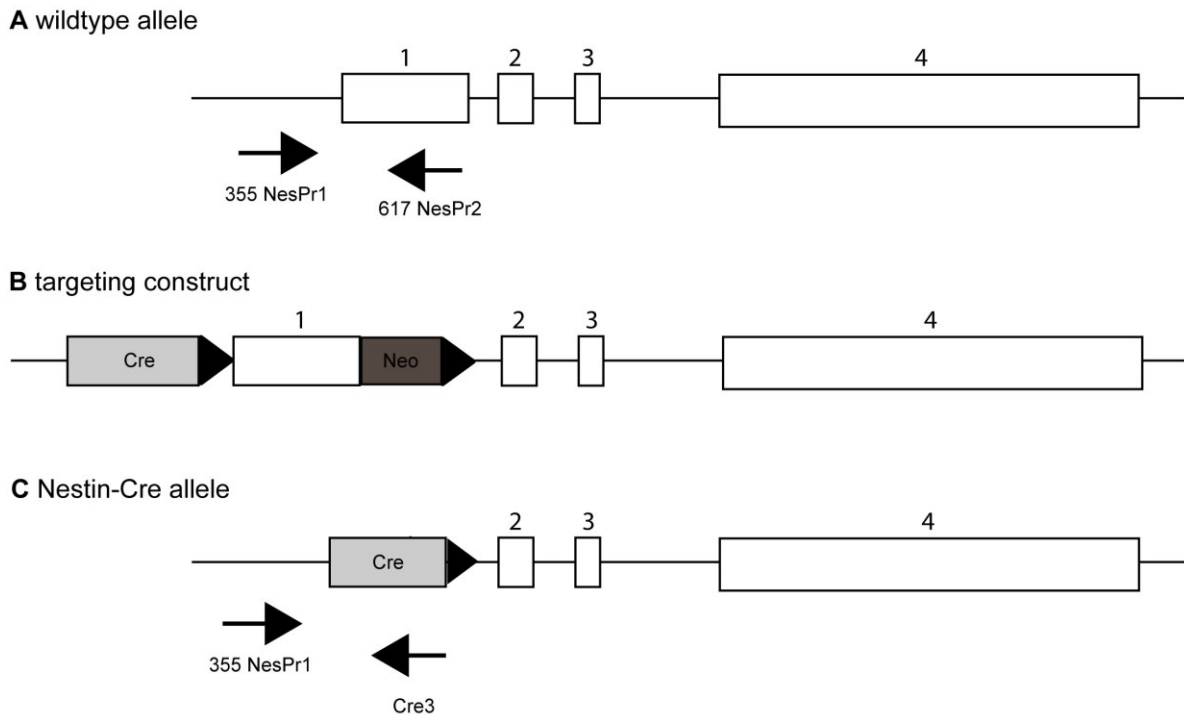 A wildtype allele
1 2 3 4
355 NesPr1
617 NesPr2
B targeting construct
1 2 3 4
Cre Neo
C Nestin-Cre allele
2 3 4
Cre
355 NesPr1
Cre3